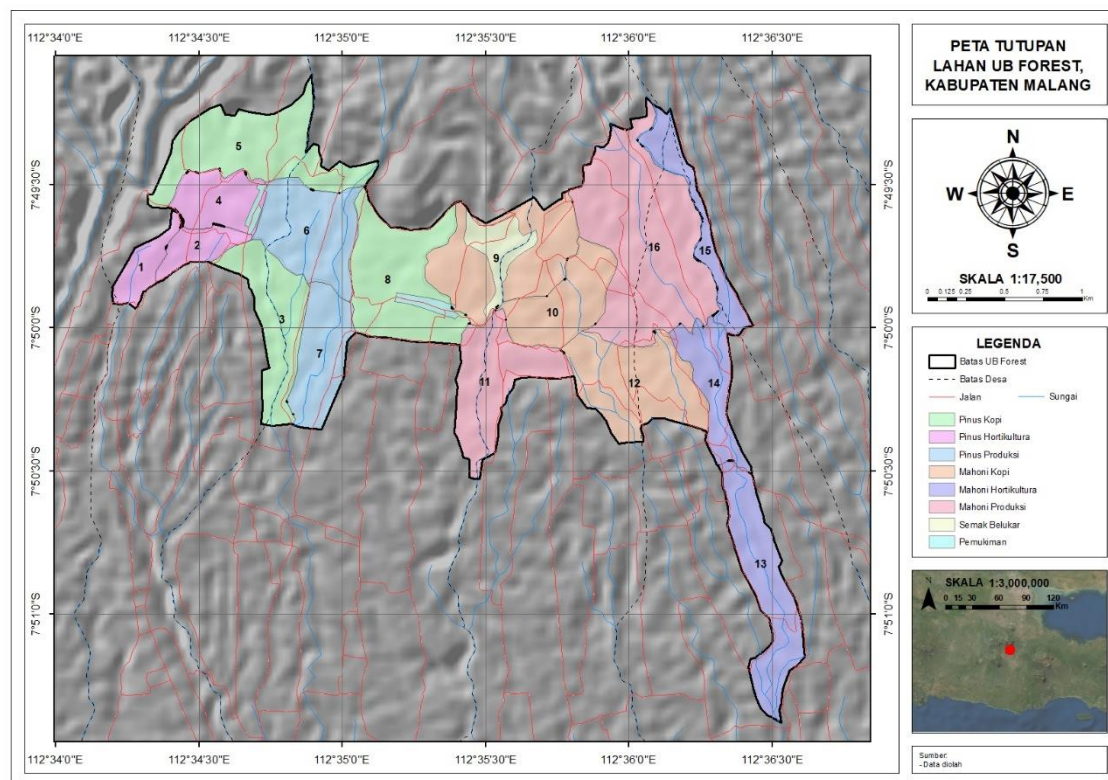 112°34'0"E 112°34'30"E 112°35'0"E 112°35'30"E 112°36'0"E 112°36'30"E
7°49'30"S 7°49'30"S
7°50'0"S 7°50'0"S
7°50'30"S 7°50'30"S
7°51'0"S 7°51'0"S
5
4
2
1
6
3
7
8
9
10
11
12
16
15
14
13
112°34'0"E 112°34'30"E 112°35'0"E 112°35'30"E 112°36'0"E 112°36'30"E
PETA TUTUPAN
LAHAN UB FOREST,
KABUPATEN MALANG
N
W E
S
SKALA 1:17,500
0 0.125 0.25 0.5 0.75 1
Km
LEGENDA
Batas UB Forest
Batas Desa
Jalan Sungai
Pinus Kopi
Pinus Hortikultura
Pinus Produksi
Mahoni Kopi
Mahoni Hortikultura
Mahoni Produksi
Semak Belukar
Pemukiman
N SKALA 1:3,000,000
0 15 30 60 90 120
Km
Sumber:
- Data diolah